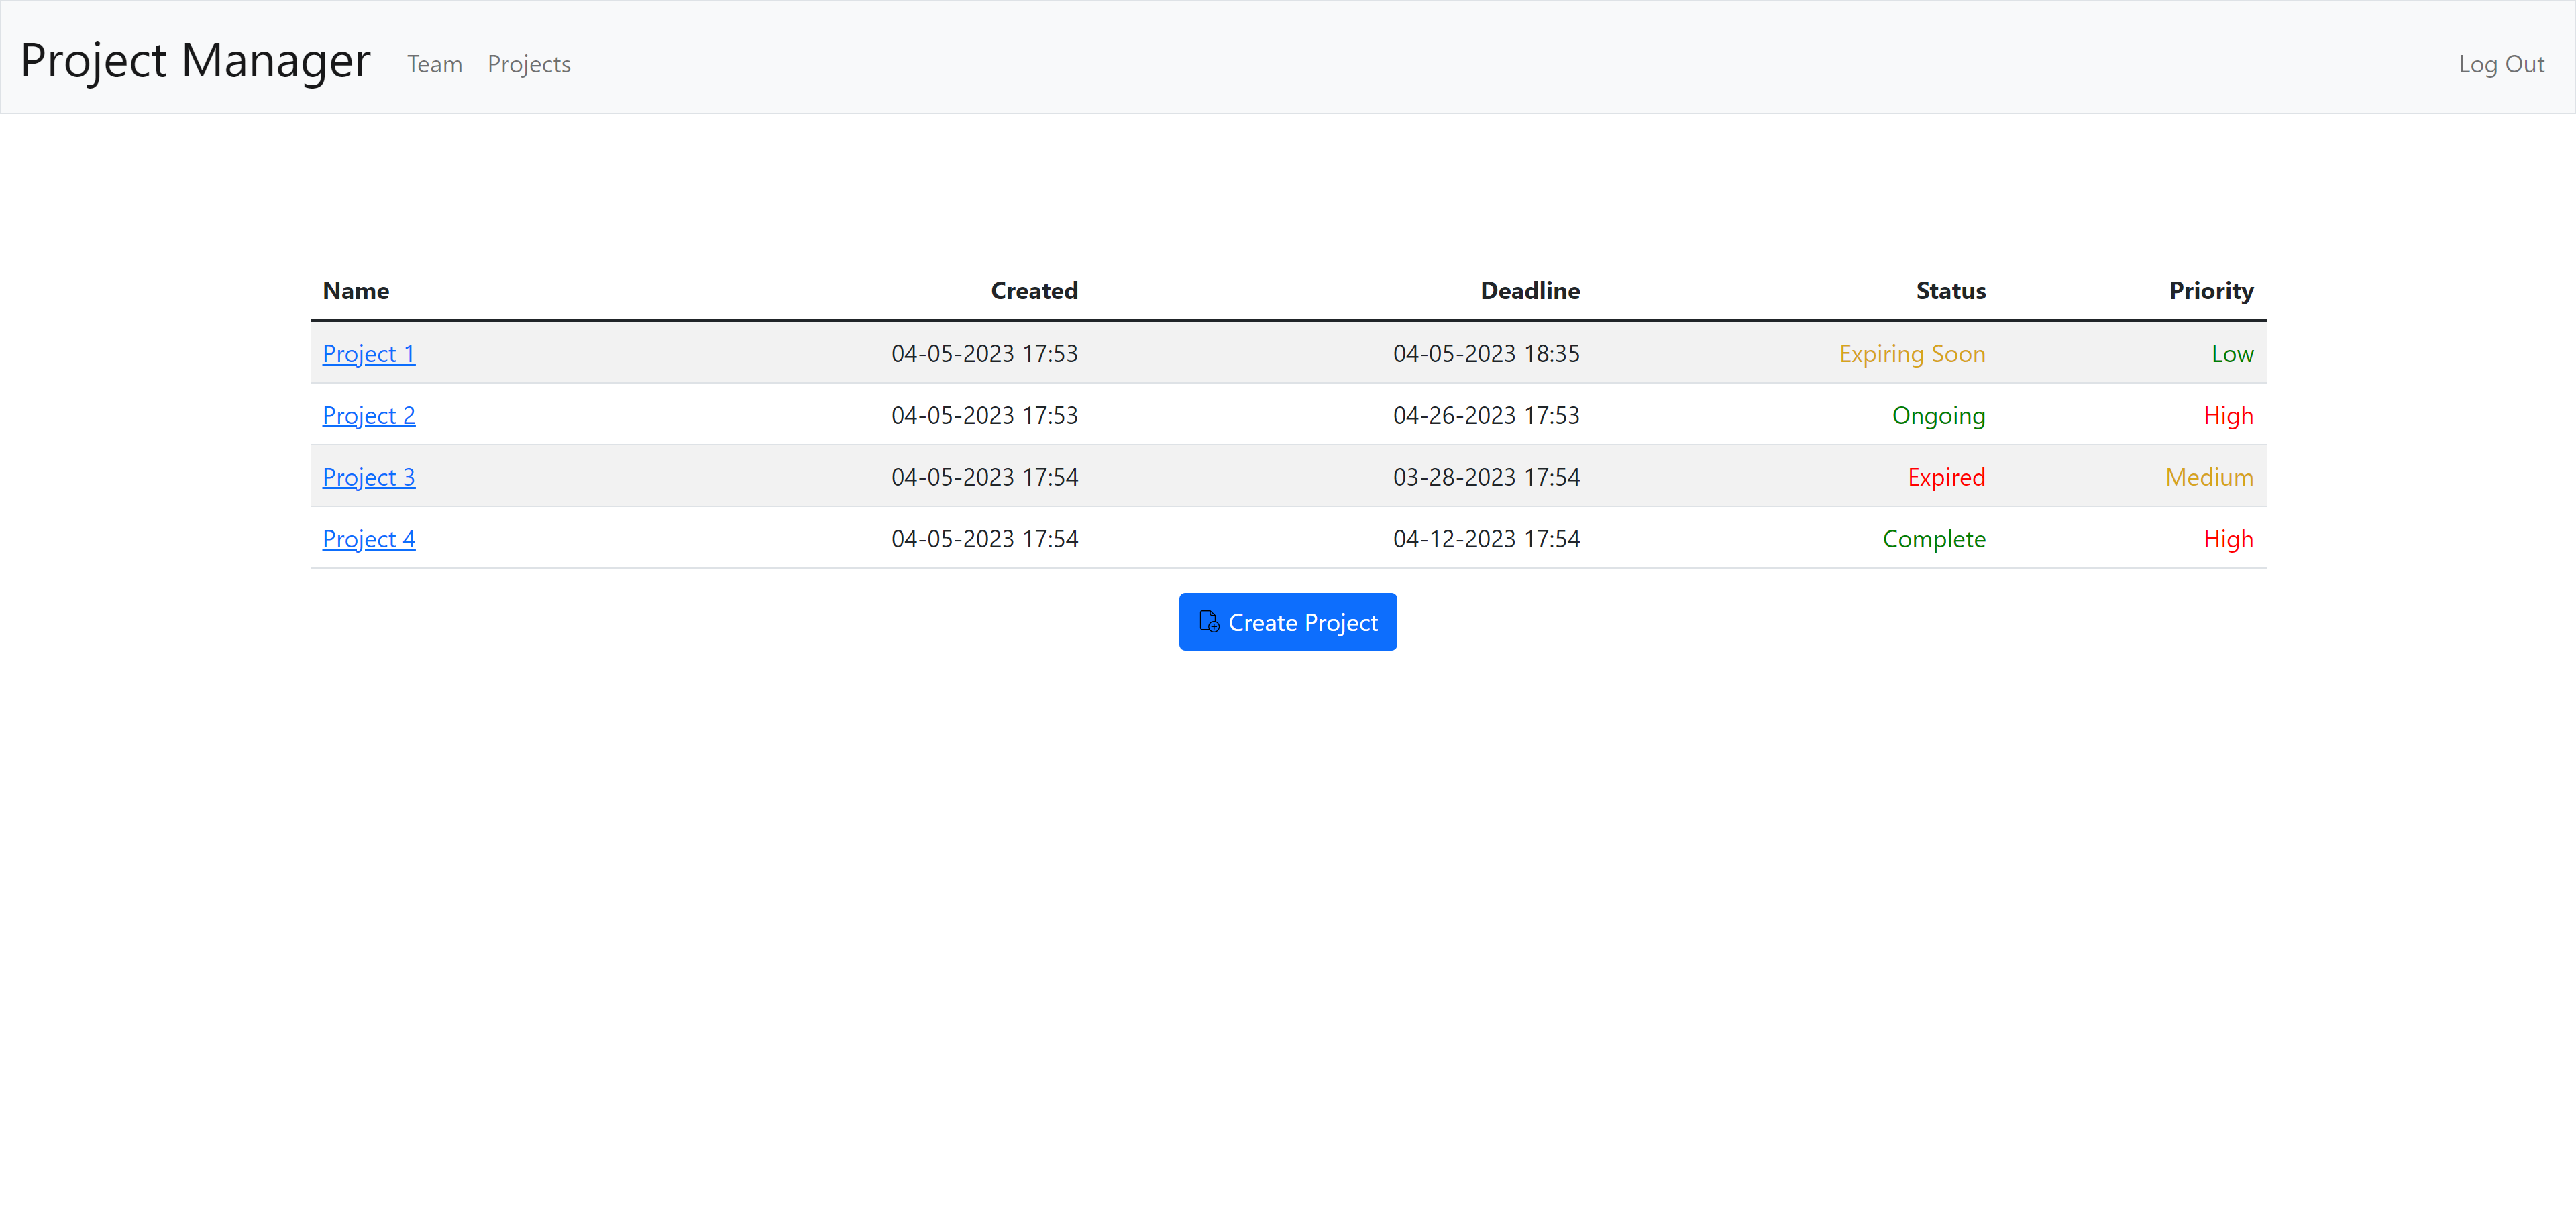 Project Manager Team Projects Log Out
Name Created Deadline Status Priority
Project 1 04-05-2023 17:53 04-05-2023 18:35 Expiring Soon Low
Project 2 04-05-2023 17:53 04-26-2023 17:53 Ongoing High
Project 3 04-05-2023 17:54 03-28-2023 17:54 Expired Medium
Project 4 04-05-2023 17:54 04-12-2023 17:54 Complete High
Create Project